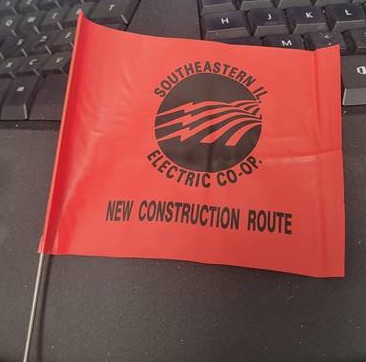 SOUTHEASTERN IL.
ELECTRIC CO-OP.
NEW CONSTRUCTION ROUTE